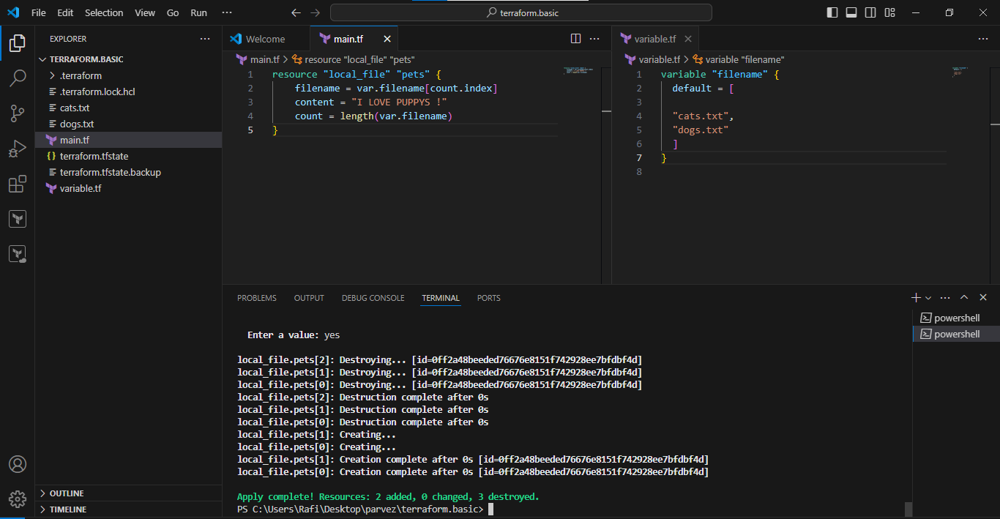 File Edit Selection View Go Run ···
terraform.basic
EXPLORER ···
TERRAFORM.BASIC
.terraform
.terraform.lock.hcl
cats.txt
dogs.txt
main.tf
{} terraform.tfstate
terraform.tfstate.backup
variable.tf
OUTLINE
TIMELINE
Welcome main.tf
main.tf > resource "local_file" "pets"
1 resource "local_file" "pets" {
2 filename = var.filename[count.index]
3 content = "I LOVE PUPPYS !"
4 count = length(var.filename)
5 }
variable.tf
variable.tf > variable "filename"
1 variable "filename" {
2 default = [
3
4 "cats.txt",
5 "dogs.txt"
6 ]
7 }
8
PROBLEMS OUTPUT DEBUG CONSOLE TERMINAL PORTS
Enter a value: yes
local_file.pets[2]: Destroying... [id=0ff2a48beeded76676e8151f742928ee7bfdbf4d]
local_file.pets[1]: Destroying... [id=0ff2a48beeded76676e8151f742928ee7bfdbf4d]
local_file.pets[0]: Destroying... [id=0ff2a48beeded76676e8151f742928ee7bfdbf4d]
local_file.pets[2]: Destruction complete after 0s
local_file.pets[1]: Destruction complete after 0s
local_file.pets[0]: Destruction complete after 0s
local_file.pets[1]: Creating...
local_file.pets[0]: Creating...
local_file.pets[1]: Creation complete after 0s [id=0ff2a48beeded76676e8151f742928ee7bfdbf4d]
local_file.pets[0]: Creation complete after 0s [id=0ff2a48beeded76676e8151f742928ee7bfdbf4d]
Apply complete! Resources: 2 added, 0 changed, 3 destroyed.
PS C:\Users\Rafi\Desktop\parvez\terraform.basic>
powershell
powershell